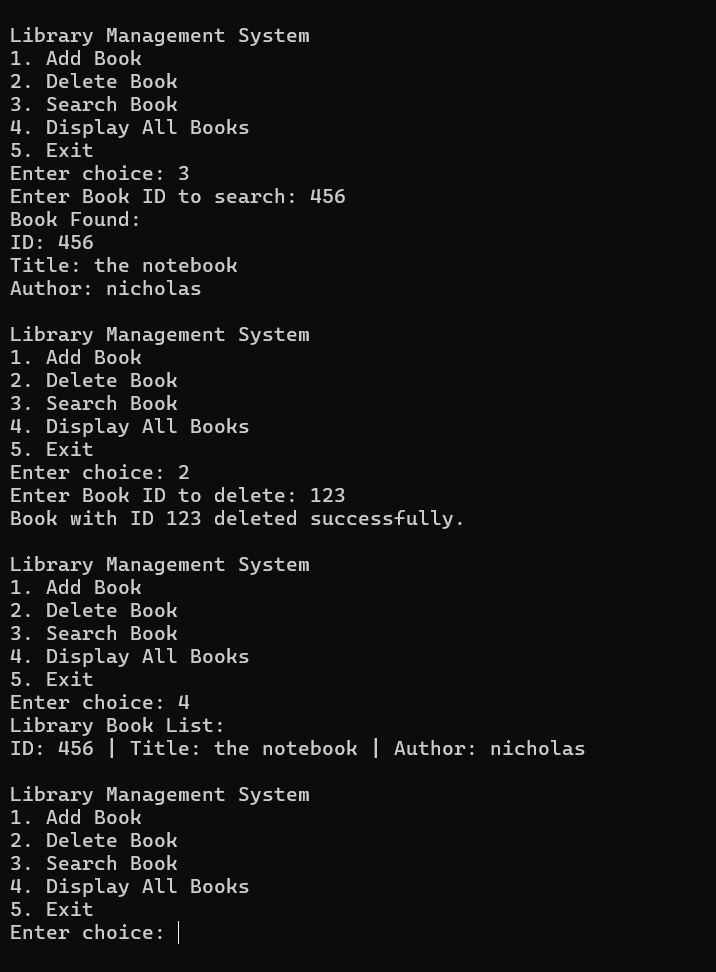 Library Management System
1. Add Book
2. Delete Book
3. Search Book
4. Display All Books
5. Exit
Enter choice: 3
Enter Book ID to search: 456
Book Found:
ID: 456
Title: the notebook
Author: nicholas

Library Management System
1. Add Book
2. Delete Book
3. Search Book
4. Display All Books
5. Exit
Enter choice: 2
Enter Book ID to delete: 123
Book with ID 123 deleted successfully.

Library Management System
1. Add Book
2. Delete Book
3. Search Book
4. Display All Books
5. Exit
Enter choice: 4
Library Book List:
ID: 456 | Title: the notebook | Author: nicholas

Library Management System
1. Add Book
2. Delete Book
3. Search Book
4. Display All Books
5. Exit
Enter choice: